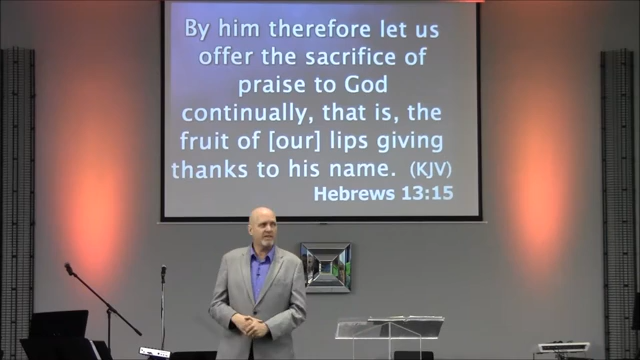 By him therefore let us
offer the sacrifice of
praise to God
continually, that is, the
fruit of [our] lips giving
thanks to his name. (KJV)
Hebrews 13:15